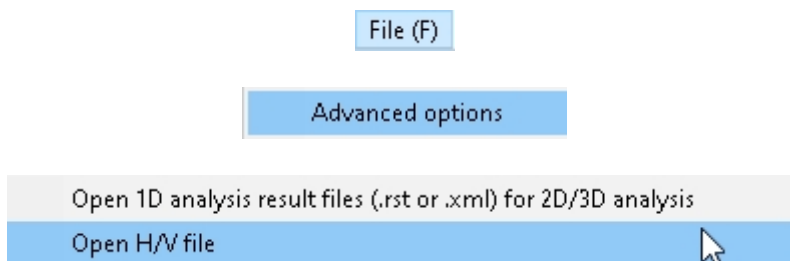 File (F)
Advanced options
Open 1D analysis result files (.rst or .xml) for 2D/3D analysis
Open H/V file